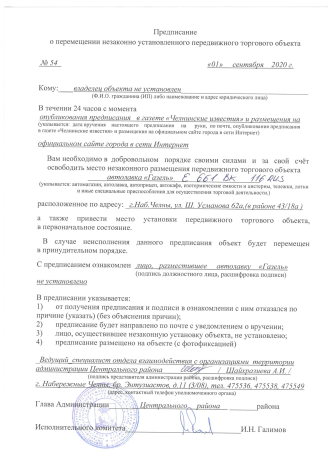 Предписание
о перемещении незаконно установленного передвижного торгового объекта
№ 54 «01» сентября 2020 г.
Кому: владелец объекта не установлен
(Ф.И.О. гражданина (ИП) либо наименование и адрес юридического лица)
В течении 24 часов с момента
опубликования предписания в газете «Челнинские известия» и размещения на
(указывается: дата вручения настоящего предписания на руки, по почте, опубликования предписания
в газете «Челнинские известия» и размещения на официальном сайте города в сети Интернет)
официальном сайте города в сети Интернет
Вам необходимо в добровольном порядке своими силами и за свой счёт
освободить место незаконного размещения передвижного торгового объекта
автолавка «Газель» Е 661 ВК 116 RUS
(указывается: автомагазин, автолавка, автоприцеп, автокафе, изотермические емкости и цистерны, тележка, лотки
и иные специальные приспособления для осуществления торговой деятельности.)
расположенное по адресу: г.Наб.Челны, ул. Ш. Усманова 62а,(в районе 43/18а )
а также привести место установки передвижного торгового объекта,
в первоначальное состояние.
В случае неисполнения данного предписания объект будет перемещен
в принудительном порядке.
С предписанием ознакомлен лицо, разместившее автолавку «Газель»
(подпись должностного лица, расшифровка подписи)
не установлено
В предписании указывается:
1) от получения предписания и подписи в ознакомлении с ним отказался по
причине (указать) (без объяснения причин);
2) предписание будет направлено по почте с уведомлением о вручении;
3) лицо, осуществившее незаконную установку объекта, не установлено;
4) предписание размещено на объекте (с фотофиксацией)
Ведущий специалист отдела взаимодействия с организациями территории
администрации Центрального района / Шайхразиева А.И. /
(подпись представителя администрации района, расшифровка подписи)
г. Набережные Челны, бр. Энтузиастов, д.11 (3/08), тел. 475536, 475538, 475549
(адрес, контактный телефон уполномоченного органа)
Глава Администрации Центрального района района
Исполнительного комитета И.Н. Галимов